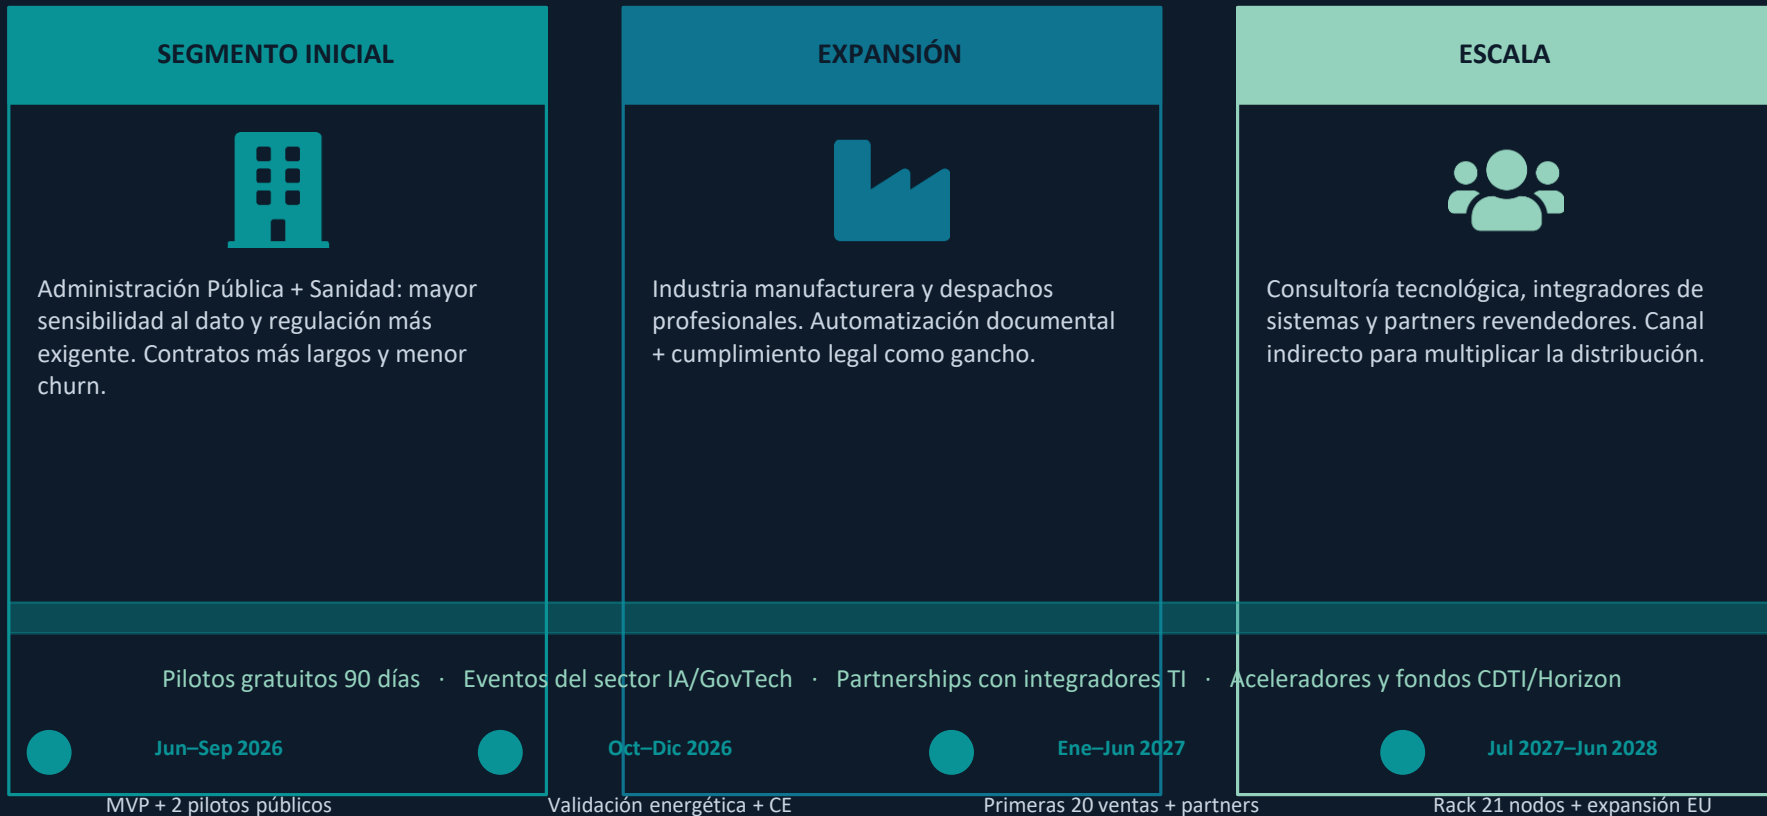 SEGMENTO INICIAL
Administración Pública + Sanidad: mayor
sensibilidad al dato y regulación más
exigente. Contratos más largos y menor
churn.
EXPANSIÓN
Industria manufacturera y despachos
profesionales. Automatización documental
+ cumplimiento legal como gancho.
ESCALA
Consultoría tecnológica, integradores de
sistemas y partners revendedores. Canal
indirecto para multiplicar la distribución.
Pilotos gratuitos 90 días · Eventos del sector IA/GovTech · Partnerships con integradores TI · Aceleradores y fondos CDTI/Horizon
Jun–Sep 2026
MVP + 2 pilotos públicos
Oct–Dic 2026
Validación energética + CE
Ene–Jun 2027
Primeras 20 ventas + partners
Jul 2027–Jun 2028
Rack 21 nodos + expansión EU